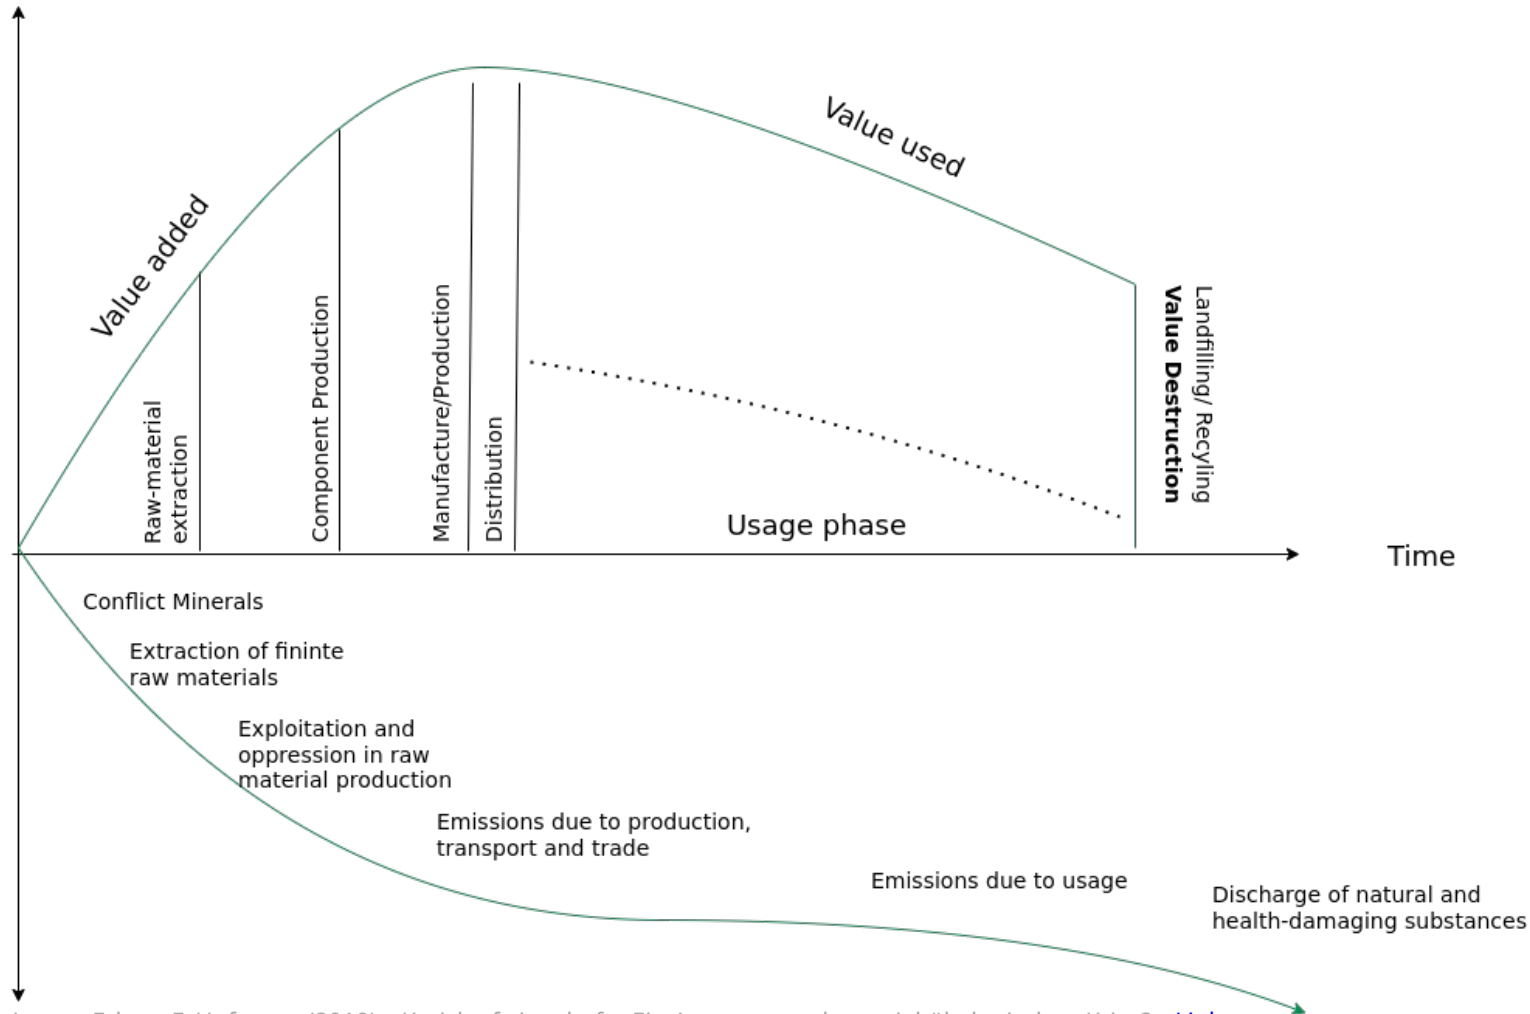 Value added
Value used
Raw-material
extraction
Component Production
Manufacture/Production
Distribution
Usage phase
Landfilling/ Recyling
Value Destruction
Time
Conflict Minerals
Extraction of fininte
raw materials
Exploitation and
oppression in raw
material production
Emissions due to production,
transport and trade
Emissions due to usage
Discharge of natural and
health-damaging substances